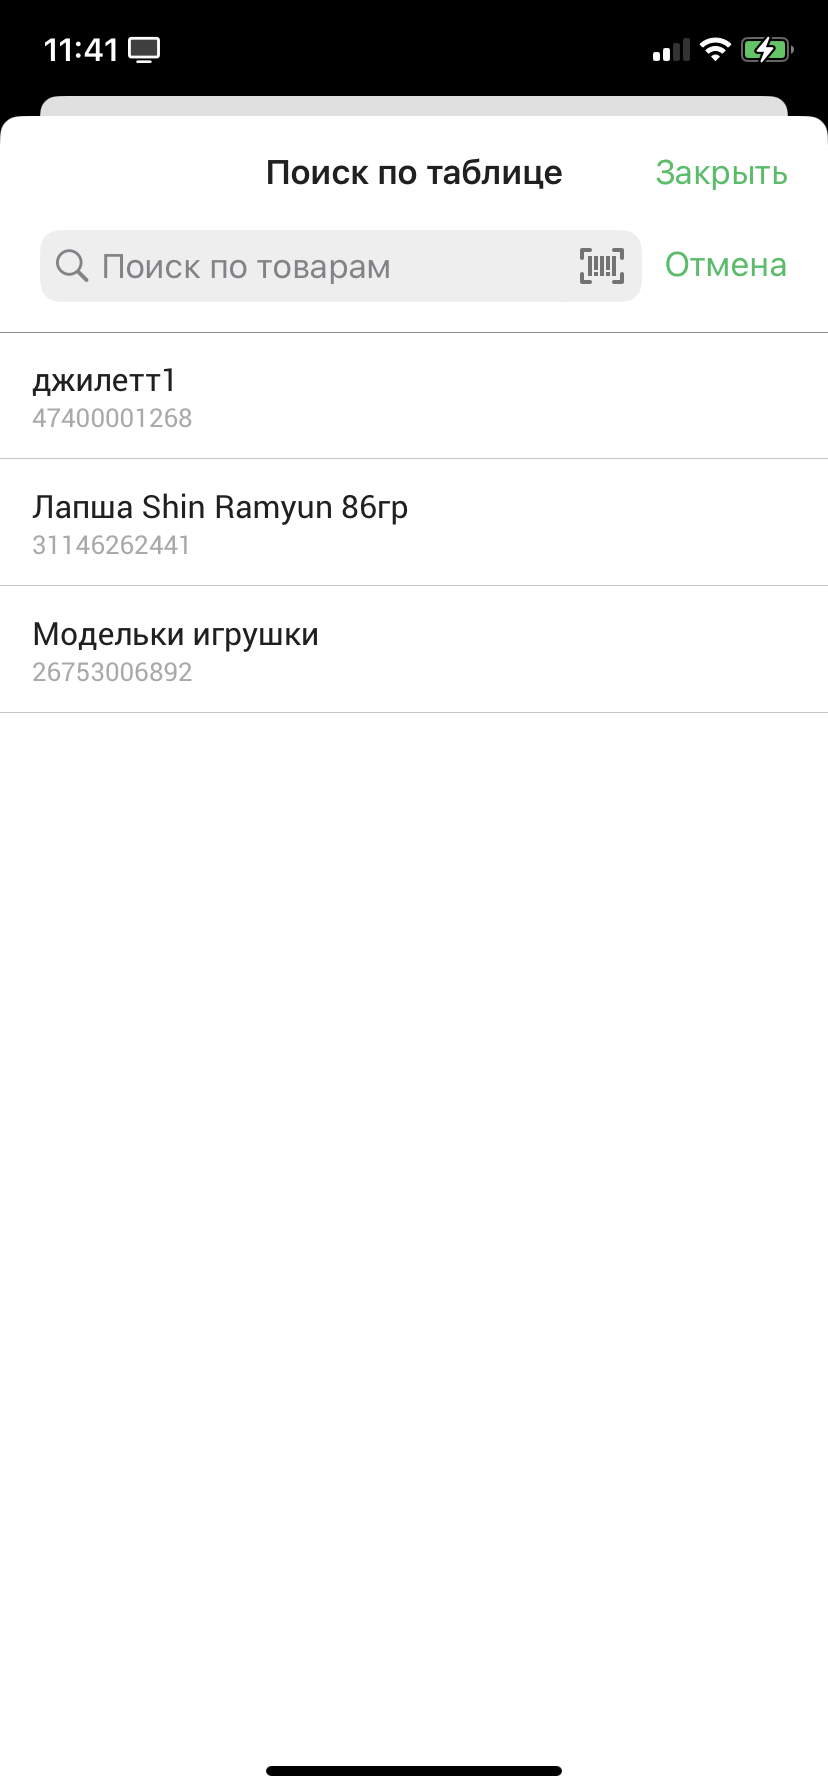 11:41
Поиск по таблице
Закрыть
Поиск по товарам
Отмена
джилетт1
47400001268
Лапша Shin Ramyun 86гр
31146262441
Модельки игрушки
26753006892